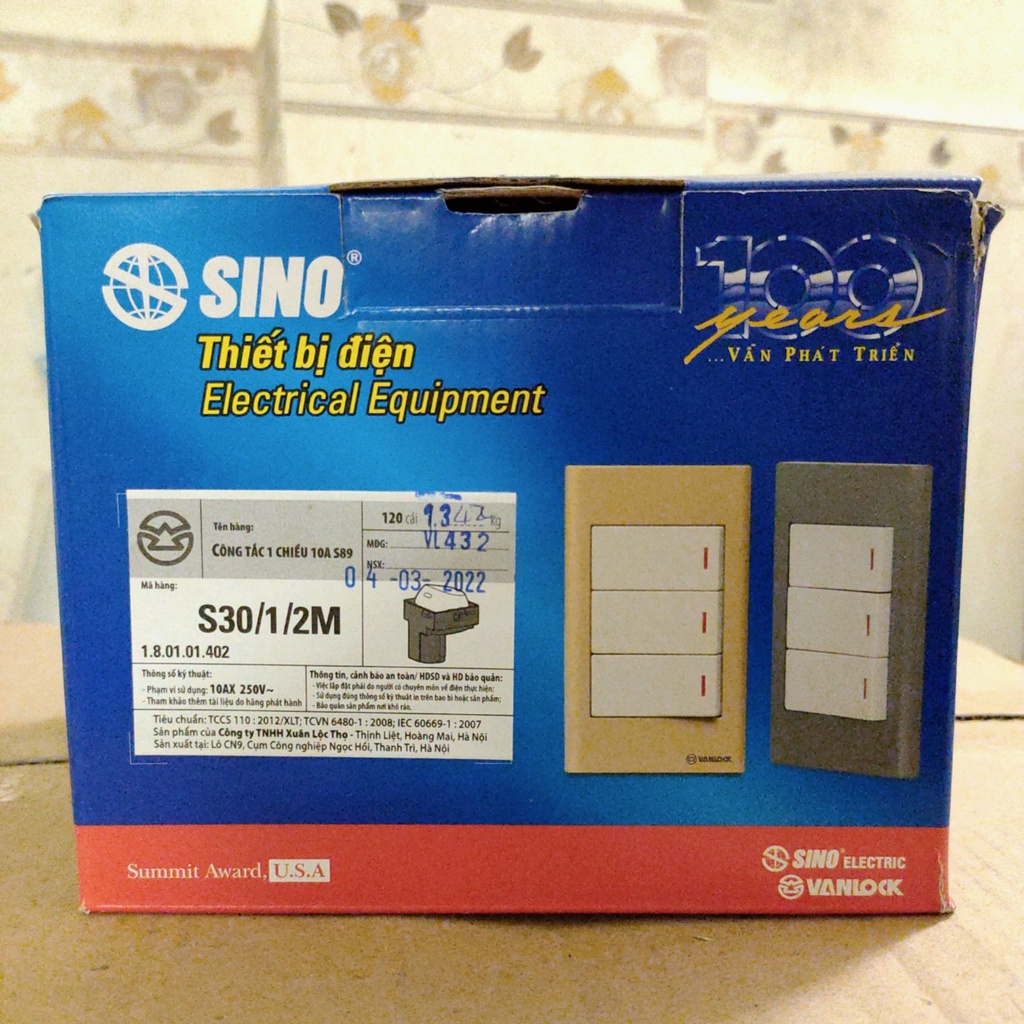 SINO®
Thiết bị điện
Electrical Equipment
100
years
...VẪN PHÁT TRIỂN
Tên hàng:
CÔNG TẮC 1 CHIỀU 10A S89
120 cái
kg
MĐG: VL432
NSX:
04-03-2022
Mã hàng:
S30/1/2M
1.8.01.01.402
Thông số kỹ thuật:
- Phạm vi sử dụng: 10AX 250V~
- Tham khảo thêm tài liệu do hãng phát hành
Thông tin, cảnh báo an toàn/ HDSD và HD bảo quản:
- Việc lắp đặt phải do người có chuyên môn về điện thực hiện;
- Sử dụng đúng thông số kỹ thuật in trên bao bì hoặc sản phẩm;
- Bảo quản sản phẩm nơi khô ráo.
Tiêu chuẩn: TCCS 110 : 2012/XLT; TCVN 6480-1 : 2008; IEC 60669-1 : 2007
Sản phẩm của Công ty TNHH Xuân Lộc Thọ - Thịnh Liệt, Hoàng Mai, Hà Nội
Sản xuất tại: Lô CN9, Cụm Công nghiệp Ngọc Hồi, Thanh Trì, Hà Nội
VANLOCK
Summit Award, U.S.A
SINO® ELECTRIC
VANLOCK